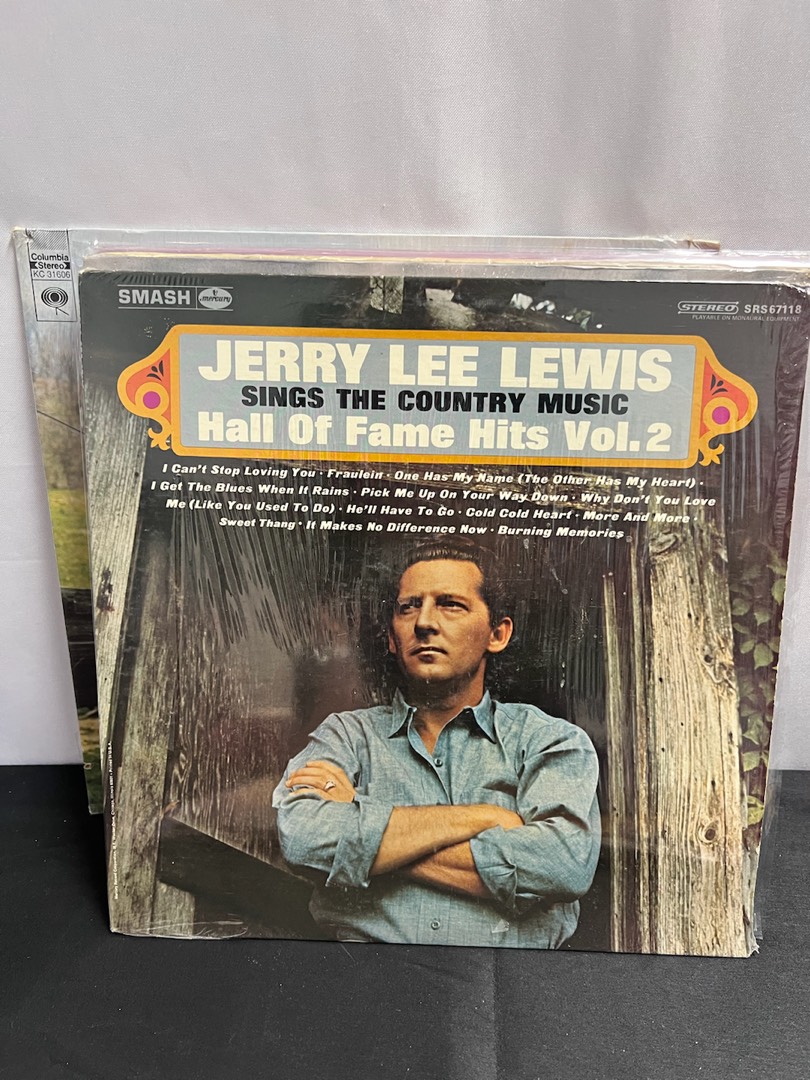 Columbia
Stereo
KC 31606
SMASH mercury
STEREO SRS67118
PLAYABLE ON MONAURAL EQUIPMENT
JERRY LEE LEWIS
SINGS THE COUNTRY MUSIC
Hall Of Fame Hits Vol.2
I Can't Stop Loving You · Fraulein · One Has My Name (The Other Has My Heart) ·
I Get The Blues When It Rains · Pick Me Up On Your Way Down · Why Don't You Love
Me (Like You Used To Do) · He'll Have To Go · Cold Cold Heart · More And More ·
Sweet Thang · It Makes No Difference Now · Burning Memories